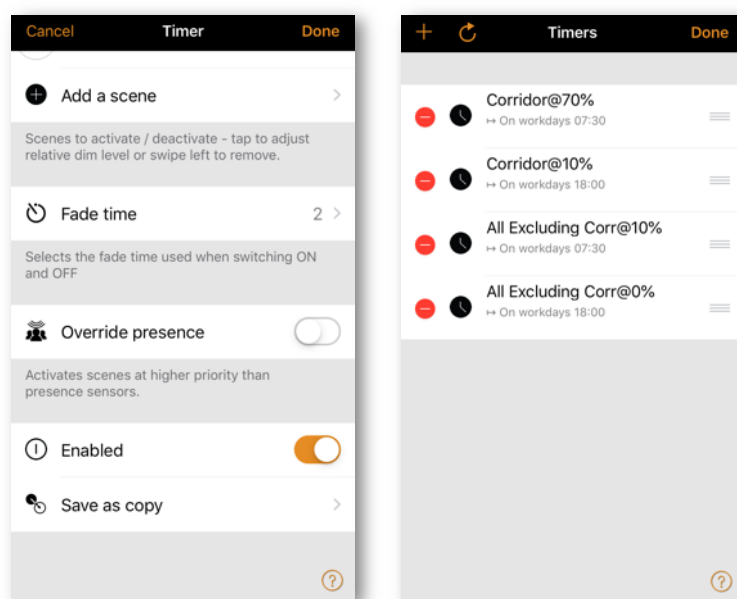 Cancel Timer Done
Add a scene
Scenes to activate / deactivate - tap to adjust
relative dim level or swipe left to remove.
Fade time 2
Selects the fade time used when switching ON
and OFF
Override presence
Activates scenes at higher priority than
presence sensors.
Enabled
Save as copy
?
+ Timers Done
Corridor@70%
↦ On workdays 07:30
Corridor@10%
↦ On workdays 18:00
All Excluding Corr@10%
↦ On workdays 07:30
All Excluding Corr@0%
↦ On workdays 18:00
?